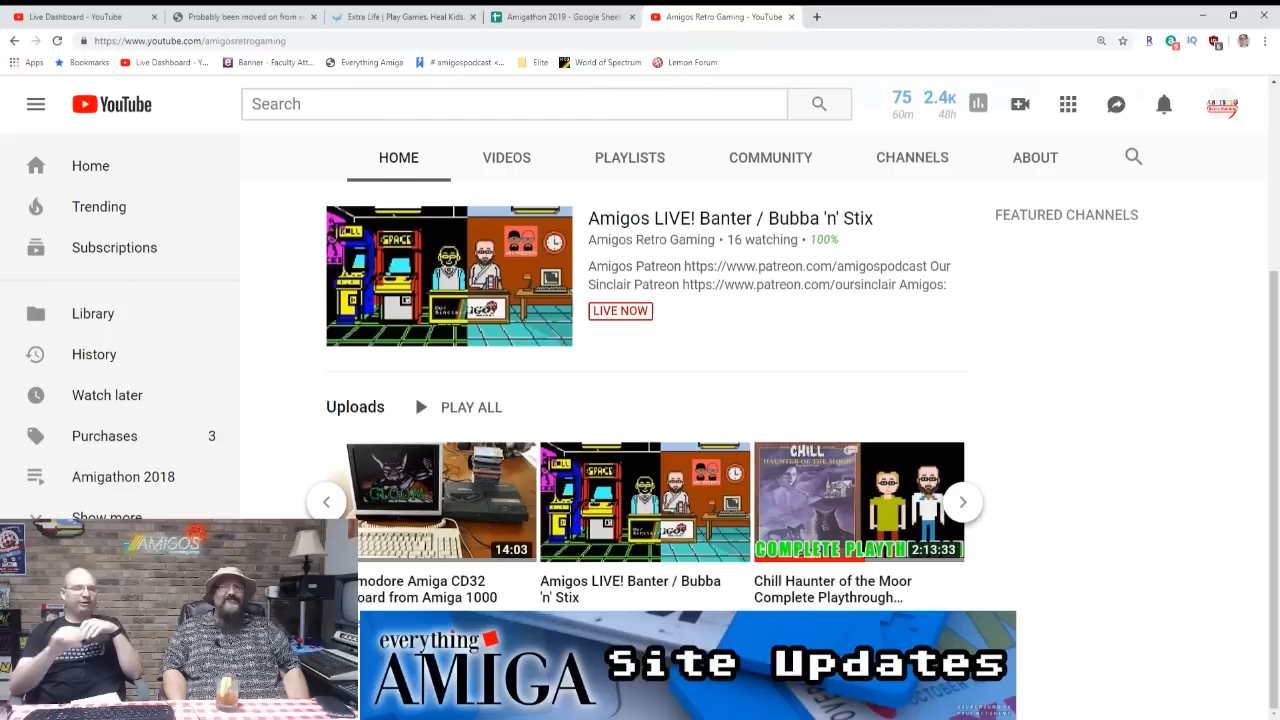 Live Dashboard - YouTube
Probably been moved on from e
Extra Life | Play Games. Heal Kids.
Amigathon 2019 - Google Sheet
Amigos Retro Gaming - YouTube
https://www.youtube.com/amigosretrogaming
Apps
Bookmarks
Live Dashboard - Y...
Banner - Faculty Att...
Everything Amiga
# amigospodcast x...
Elite
World of Spectrum
Lemon Forum
YouTube
Search
75
60m
2.4K
48h
HOME
VIDEOS
PLAYLISTS
COMMUNITY
CHANNELS
ABOUT
Home
Trending
Subscriptions
Library
History
Watch later
Purchases 3
Amigathon 2018
Show more
Amigos LIVE! Banter / Bubba 'n' Stix
Amigos Retro Gaming • 16 watching • 100%
Amigos Patreon https://www.patreon.com/amigospodcast Our
Sinclair Patreon https://www.patreon.com/oursinclair Amigos:
LIVE NOW
FEATURED CHANNELS
Uploads
PLAY ALL
GLOOM
14:03
SPACE
CHILL
HAUNTER OF THE MOOR
COMPLETE PLAYTH
2:13:33
modore Amiga CD32
oard from Amiga 1000
Amigos LIVE! Banter / Bubba
'n' Stix
Chill Haunter of the Moor
Complete Playthrough...
AMIGOS
everything
AMIGA
Site Updates